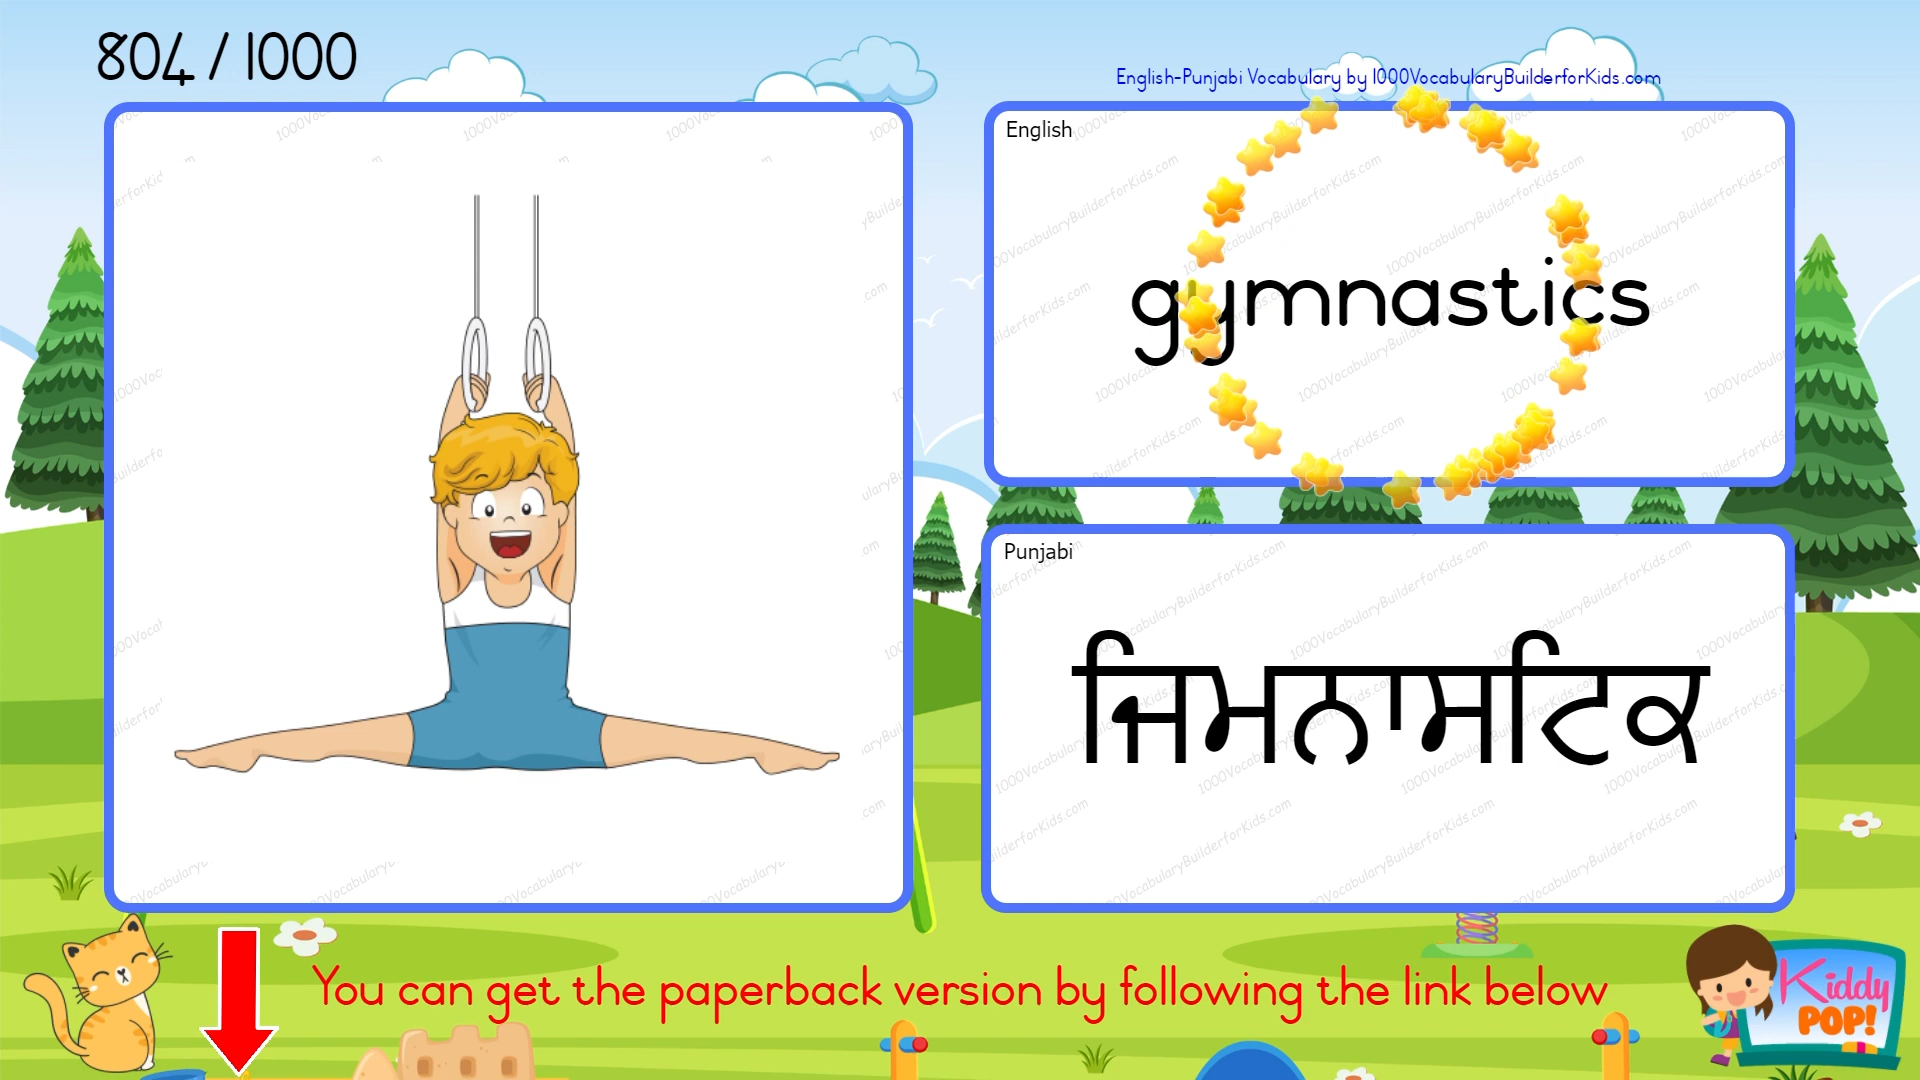 804 / 1000
English-Punjabi Vocabulary by 1000VocabularyBuilderforKids.com
English
gymnastics
Punjabi
ਜਿਮਨਾਸਟਿਕ
You can get the paperback version by following the link below
Kiddy
POP!